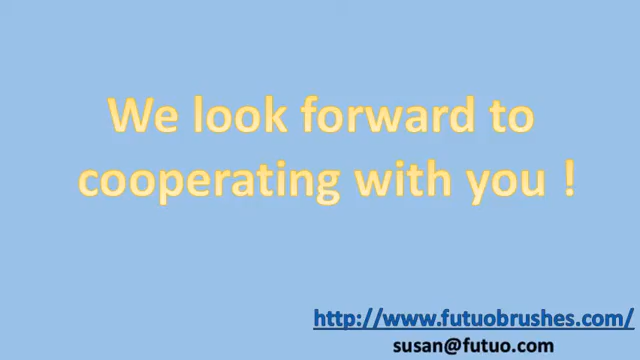 We look forward to
cooperating with you !
http://www.futuobrushes.com/
susan@futuo.com